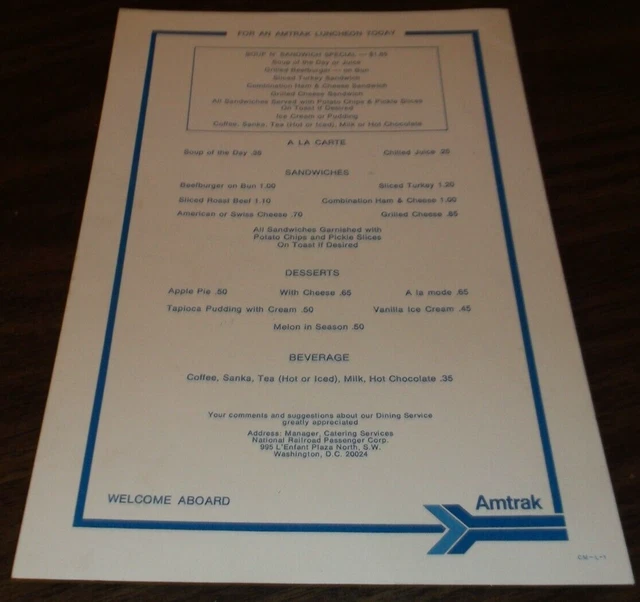 FOR AN AMTRAK LUNCHEON TODAY
SOUP N' SANDWICH SPECIAL —
Soup of the Day or Juice
Grilled Beefburger — on Bun
Sliced Turkey Sandwich
Combination Ham & Cheese Sandwich
Grilled Cheese Sandwich
All Sandwiches Served with Potato Chips & Pickle Slices
On Toast if Desired
Ice Cream or Pudding
Coffee, Sanka, Tea (Hot or Iced), Milk or Hot Chocolate
A LA CARTE
Soup of the Day Chilled Juice
SANDWICHES
Beefburger on Bun 1.00 Sliced Turkey 1.20
Sliced Roast Beef 1.10 Combination Ham & Cheese 1.00
American or Swiss Cheese .70 Grilled Cheese .85
All Sandwiches Garnished with
Potato Chips and Pickle Slices
On Toast if Desired
DESSERTS
Apple Pie .50 With Cheese .65 A la mode .65
Tapioca Pudding with Cream .50 Vanilla Ice Cream .45
Melon in Season .50
BEVERAGE
Coffee, Sanka, Tea (Hot or Iced), Milk, Hot Chocolate .35
Your comments and suggestions about our Dining Service
greatly appreciated
Address: Manager, Catering Services
National Railroad Passenger Corp.
995 L'Enfant Plaza North, S.W.
Washington, D.C. 20024
WELCOME ABOARD
Amtrak